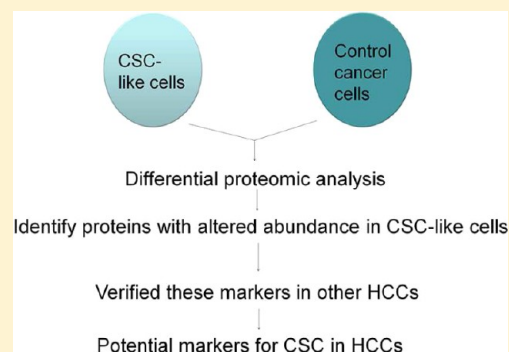 CSC-
like cells
Control
cancer
cells
Differential proteomic analysis
Identify proteins with altered abundance in CSC-like cells
Verified these markers in other HCCs
Potential markers for CSC in HCCs